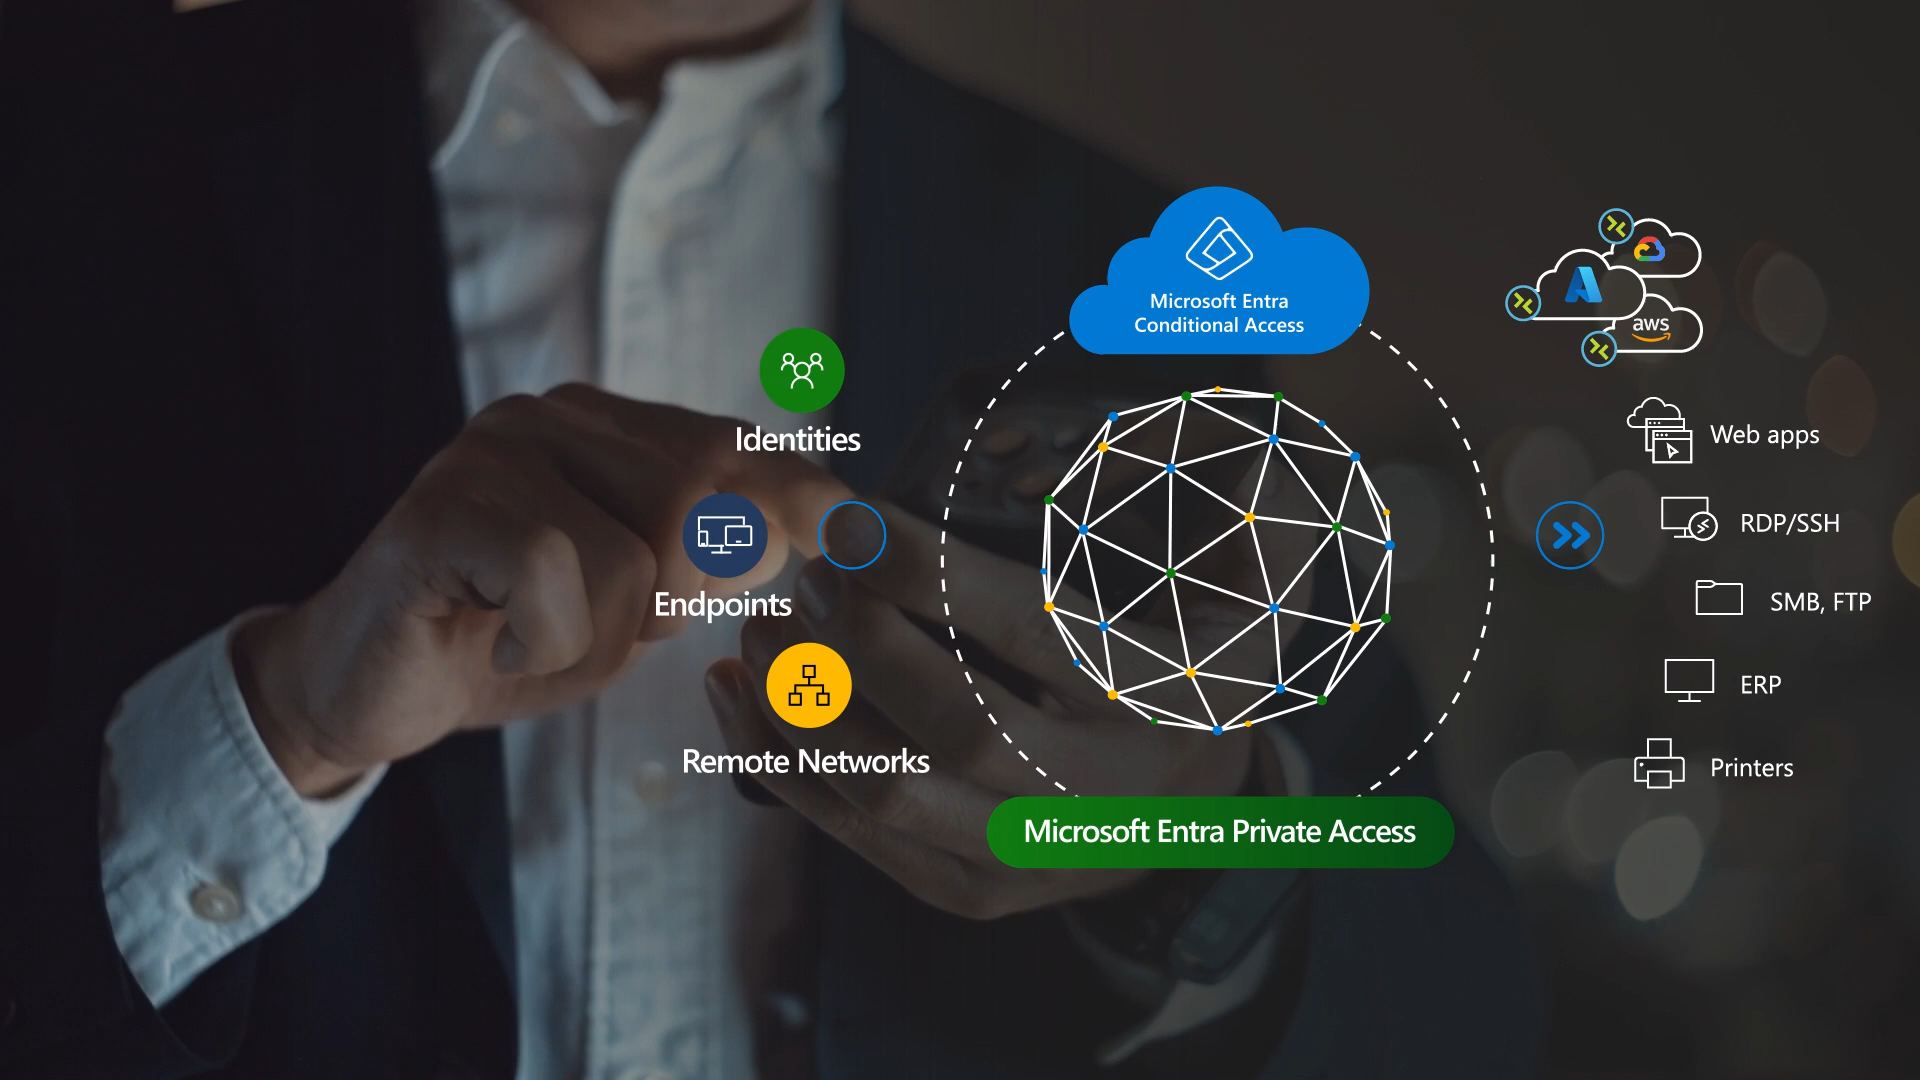 Microsoft Entra
Conditional Access
aws
Identities
Endpoints
Remote Networks
Web apps
RDP/SSH
SMB, FTP
ERP
Printers
Microsoft Entra Private Access